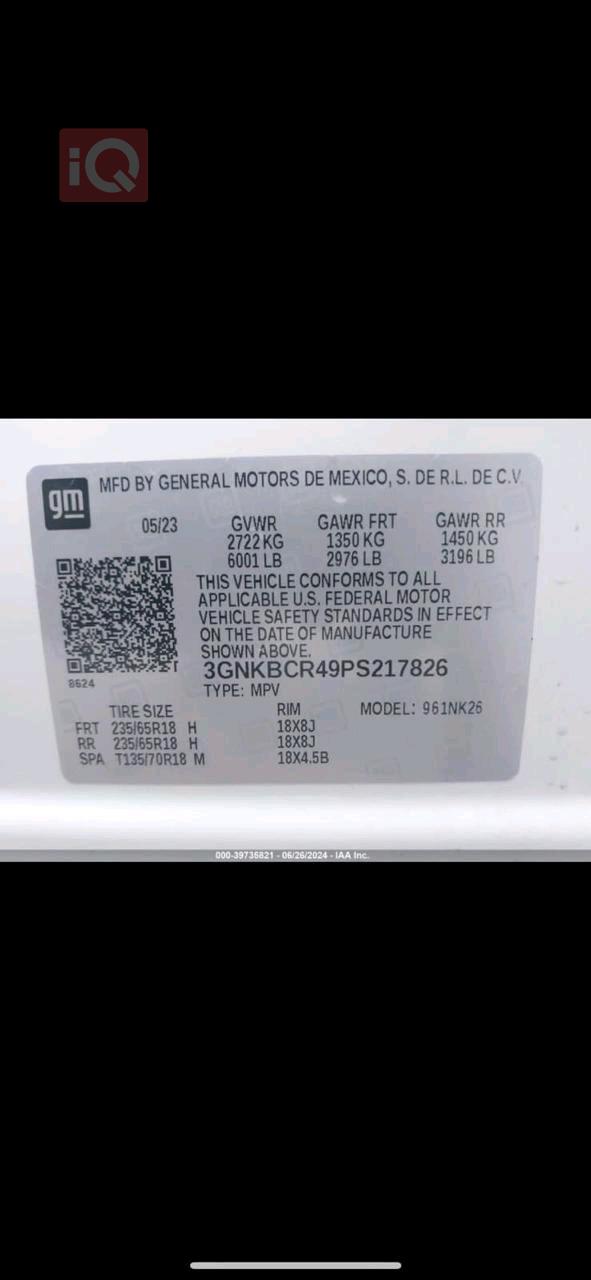 iQ
gm
MFD BY GENERAL MOTORS DE MEXICO, S. DE R.L. DE C.V.
05/23 GVWR GAWR FRT GAWR RR
2722 KG 1350 KG 1450 KG
6001 LB 2976 LB 3196 LB
THIS VEHICLE CONFORMS TO ALL
APPLICABLE U.S. FEDERAL MOTOR
VEHICLE SAFETY STANDARDS IN EFFECT
ON THE DATE OF MANUFACTURE
SHOWN ABOVE.
3GNKBCR49PS217826
8624
TYPE: MPV
TIRE SIZE RIM MODEL: 961NK26
FRT 235/65R18 H 18X8J
RR 235/65R18 H 18X8J
SPA T135/70R18 M 18X4.5B
000-39735821 - 06/26/2024 - IAA Inc.